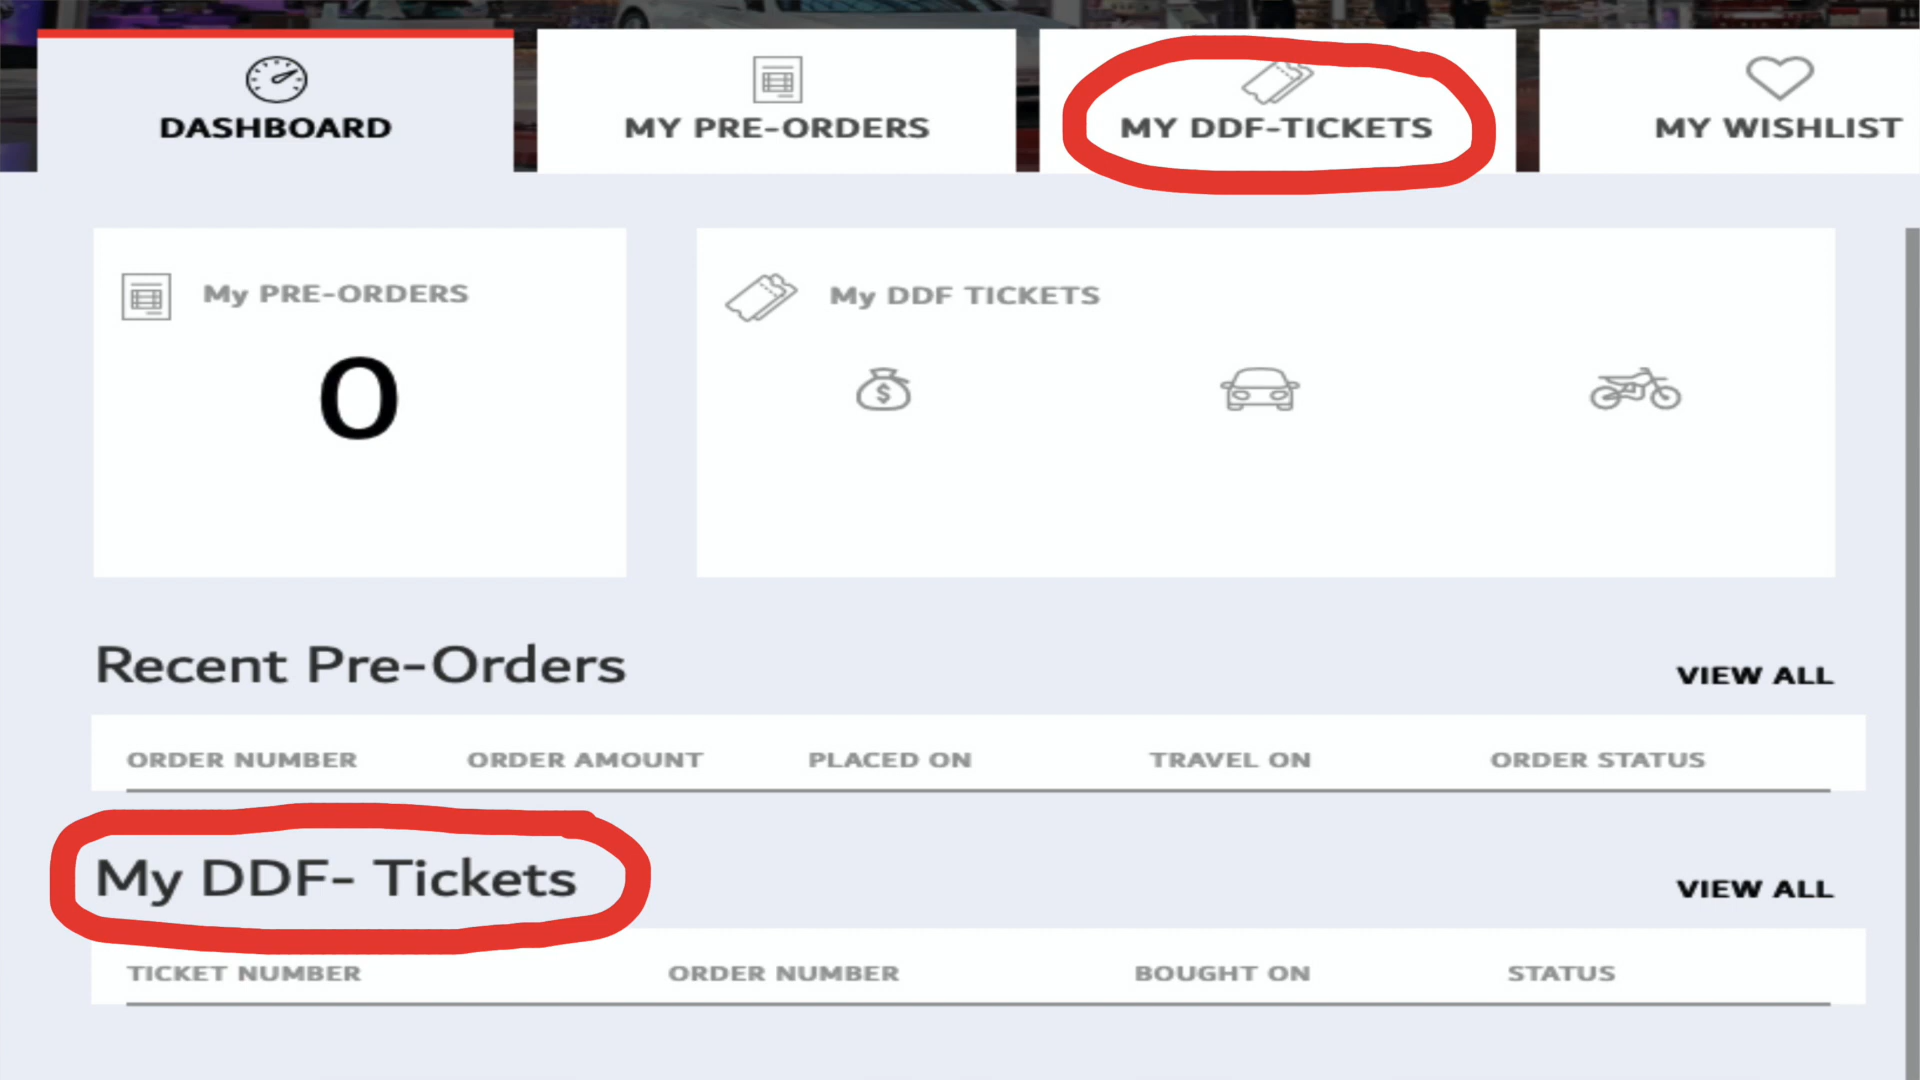 DASHBOARD
MY PRE-ORDERS
MY DDF-TICKETS
MY WISHLIST
My PRE-ORDERS
0
My DDF TICKETS
$
Recent Pre-Orders
VIEW ALL
ORDER NUMBER ORDER AMOUNT PLACED ON TRAVEL ON ORDER STATUS
My DDF- Tickets
VIEW ALL
TICKET NUMBER ORDER NUMBER BOUGHT ON STATUS